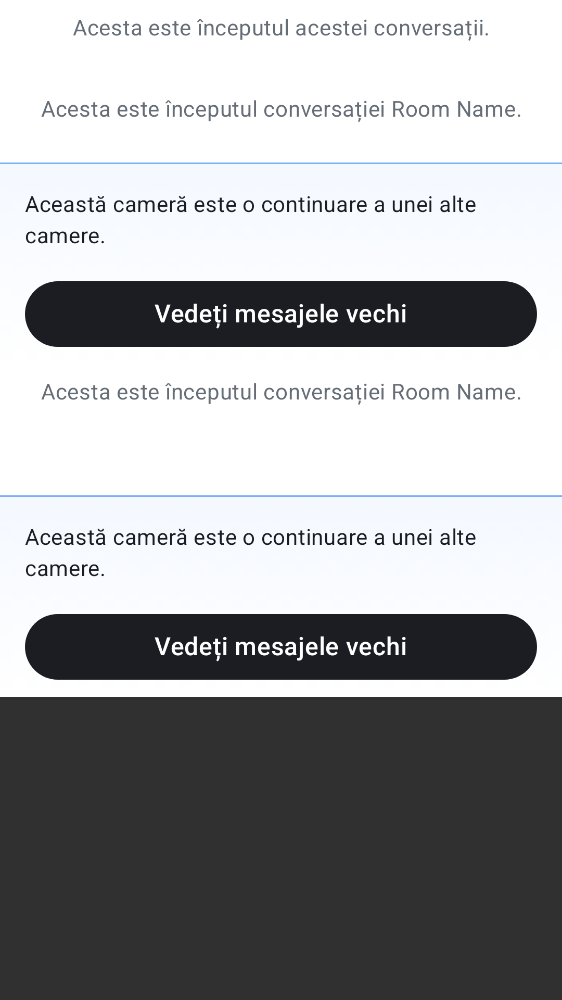 Acesta este începutul acestei conversații.
Acesta este începutul conversației Room Name.
Această cameră este o continuare a unei alte
camere.
Vedeți mesajele vechi
Acesta este începutul conversației Room Name.
Această cameră este o continuare a unei alte
camere.
Vedeți mesajele vechi